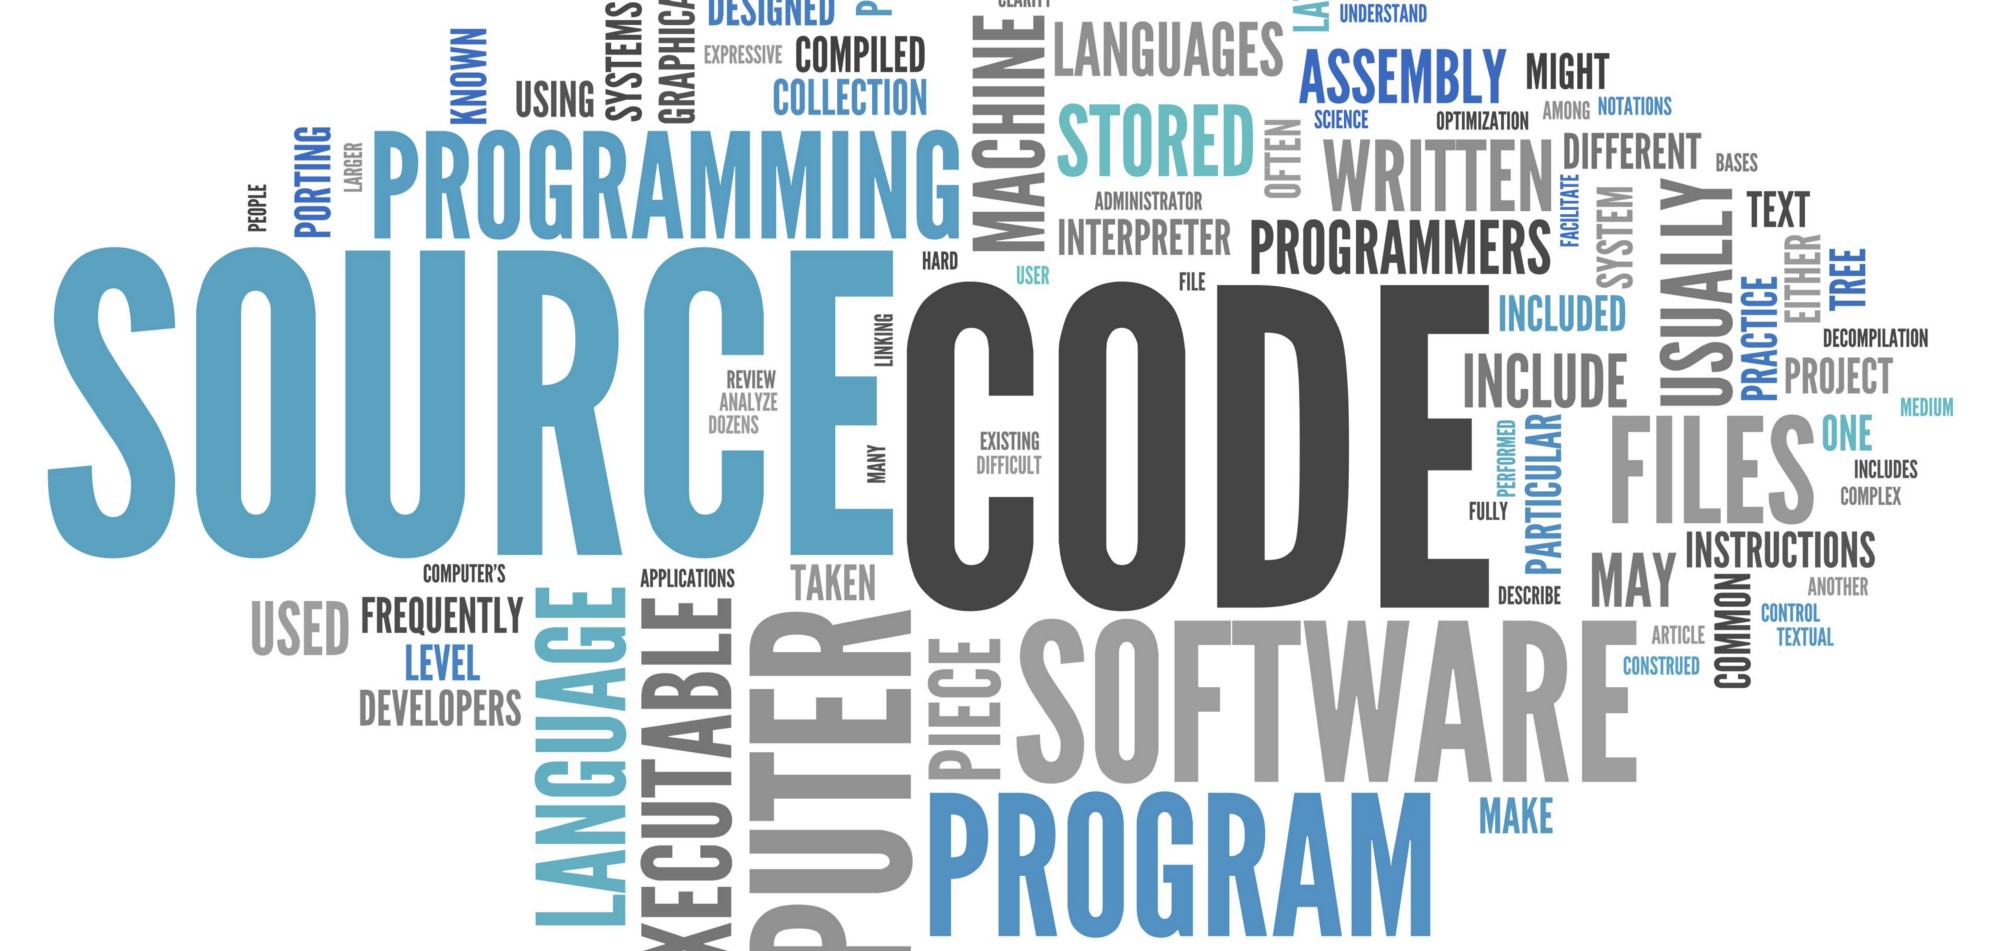 CLARITY
DESIGNED
UNDERSTAND
KNOWN
SYSTEMS
EXPRESSIVE
COMPILED
MACHINE
LANGUAGES
ASSEMBLY
MIGHT
USING
COLLECTION
STORED
SCIENCE
OPTIMIZATION
AMONG
NOTATIONS
PEOPLE
PORTING
LARGER
PROGRAMMING
OFTEN
WRITTEN
DIFFERENT
BASES
ADMINISTRATOR
INTERPRETER
PROGRAMMERS
FACILITATE
SYSTEM
USUALLY
TEXT
HARD
USER
FILE
EITHER
TREE
SOURCE
CODE
INCLUDED
PRACTICE
DECOMPILATION
LINKING
INCLUDE
PROJECT
REVIEW
ANALYZE
DOZENS
MEDIUM
MANY
EXISTING
DIFFICULT
PERFORMED
PARTICULAR
FILES
ONE
INCLUDES
COMPLEX
FULLY
INSTRUCTIONS
COMPUTER'S
APPLICATIONS
TAKEN
DESCRIBE
MAY
COMMON
ANOTHER
USED
FREQUENTLY
LANGUAGE
CONTROL
TEXTUAL
ARTICLE
CONSTRUED
LEVEL
DEVELOPERS
XECUTABLE
PUTER
PIECE
SOFTWARE
PROGRAM
MAKE
GRAPHICA